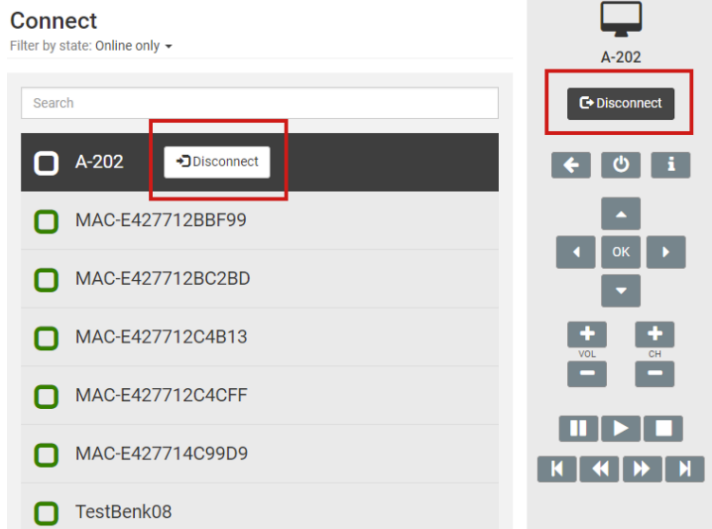 Connect
Filter by state: Online only
Search
A-202 Disconnect
MAC-E427712BBF99
MAC-E427712BC2BD
MAC-E427712C4B13
MAC-E427712C4CFF
MAC-E427714C99D9
TestBenk08
A-202
Disconnect
i
OK
VOL CH